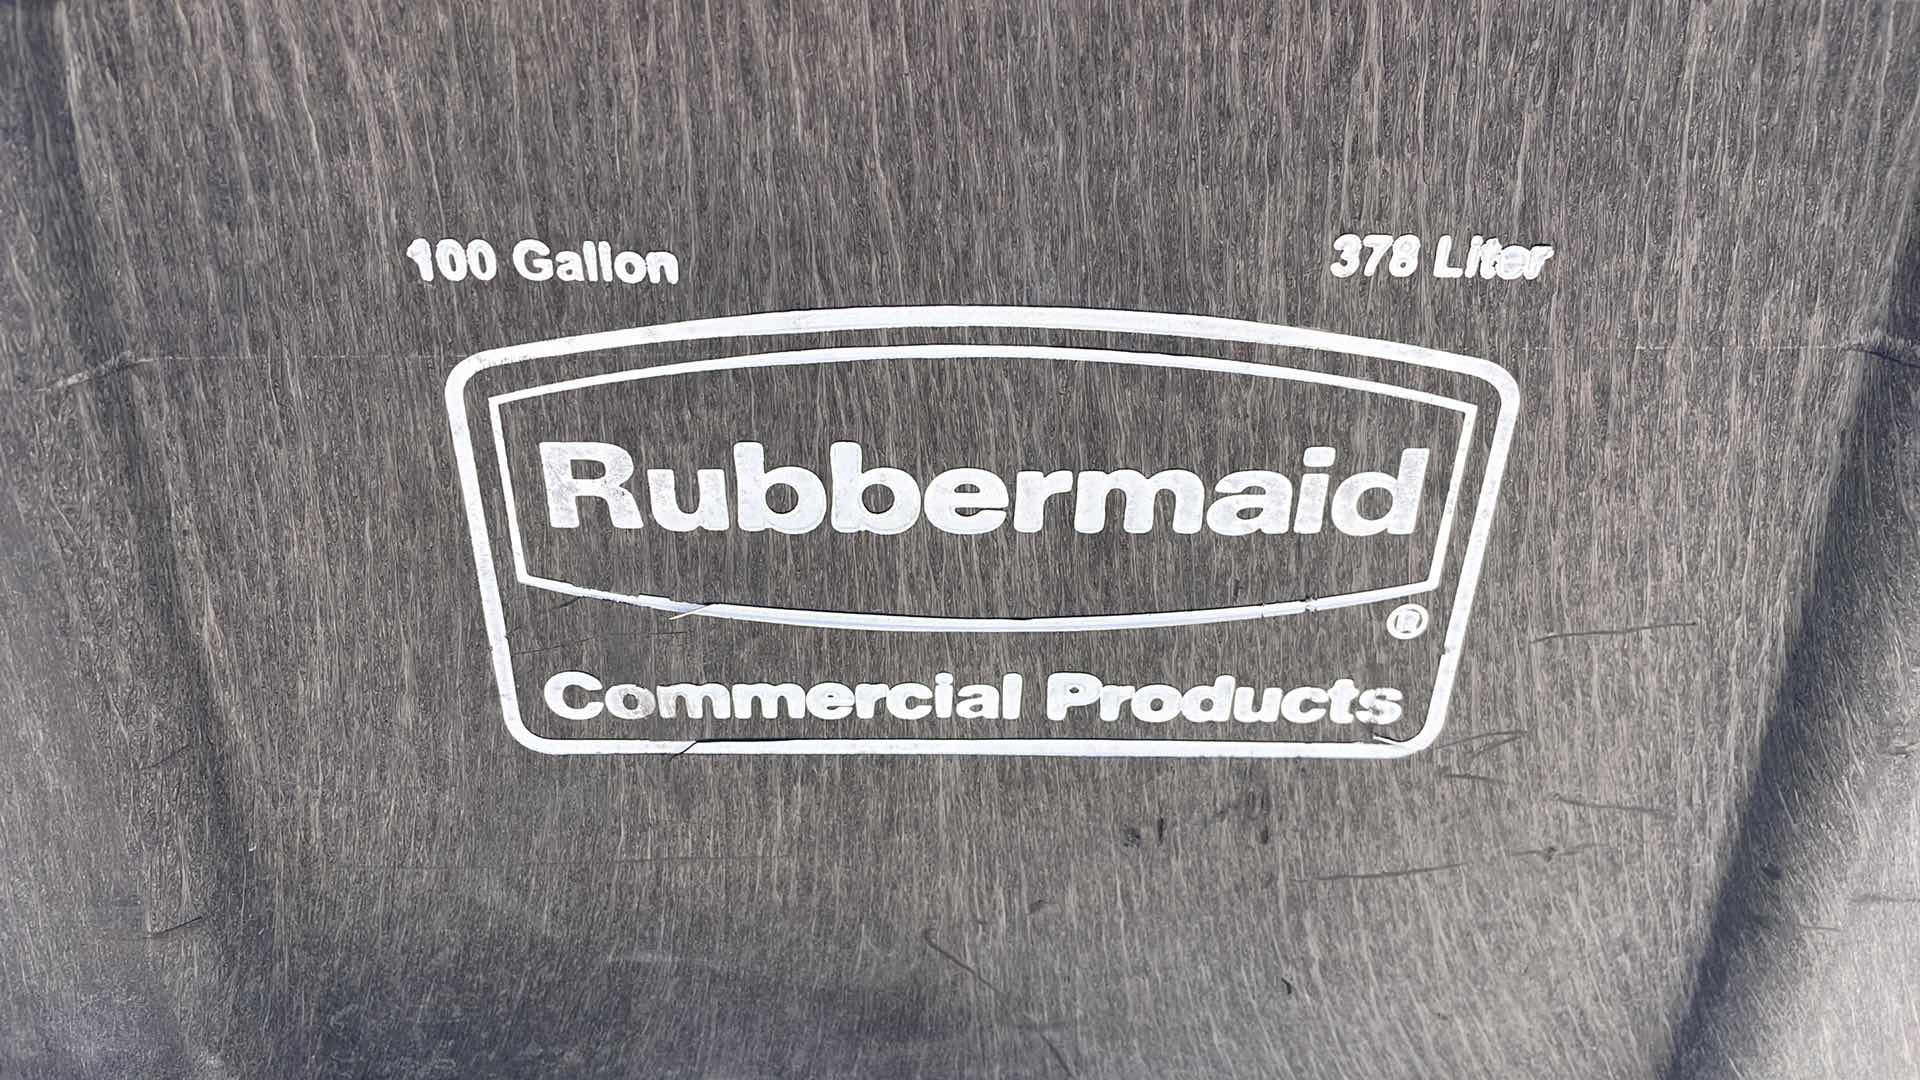 100 Gallon 378 Liter
Rubbermaid
®
Commercial Products